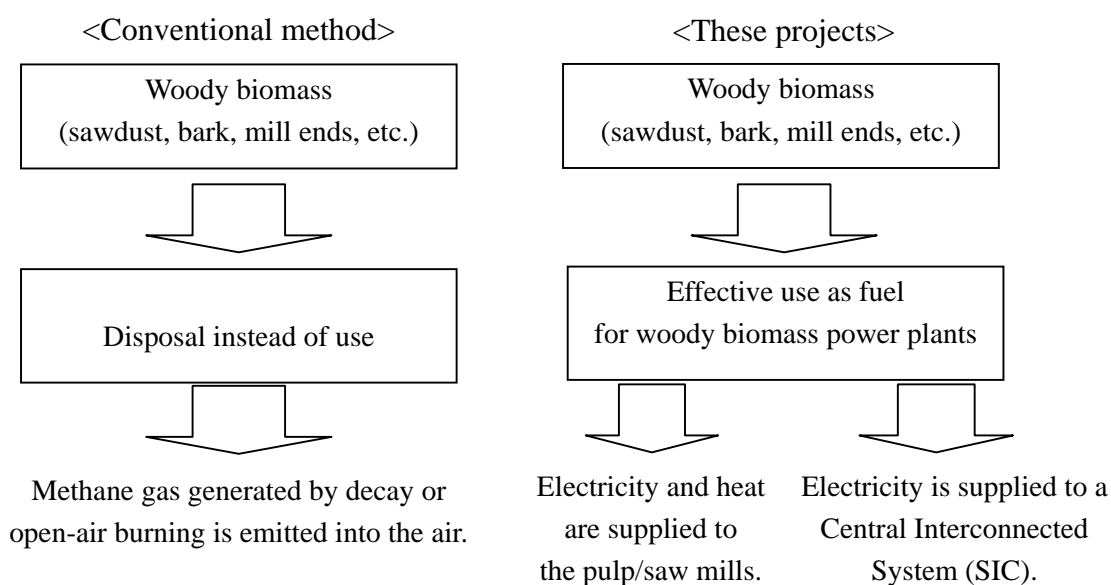 <Conventional method>
Woody biomass
(sawdust, bark, mill ends, etc.)
Disposal instead of use
Methane gas generated by decay or
open-air burning is emitted into the air.
<These projects>
Woody biomass
(sawdust, bark, mill ends, etc.)
Effective use as fuel
for woody biomass power plants
Electricity and heat
are supplied to
the pulp/saw mills.
Electricity is supplied to a
Central Interconnected
System (SIC).